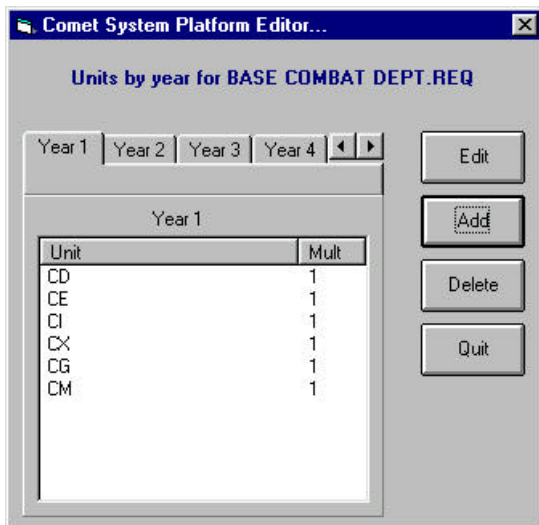 Comet System Platform Editor...
Units by year for BASE COMBAT DEPT.REQ
Year 1 Year 2 Year 3 Year 4
Edit
Add
Delete
Quit
Year 1
Unit Mult
CD 1
CE 1
CI 1
CX 1
CG 1
CM 1